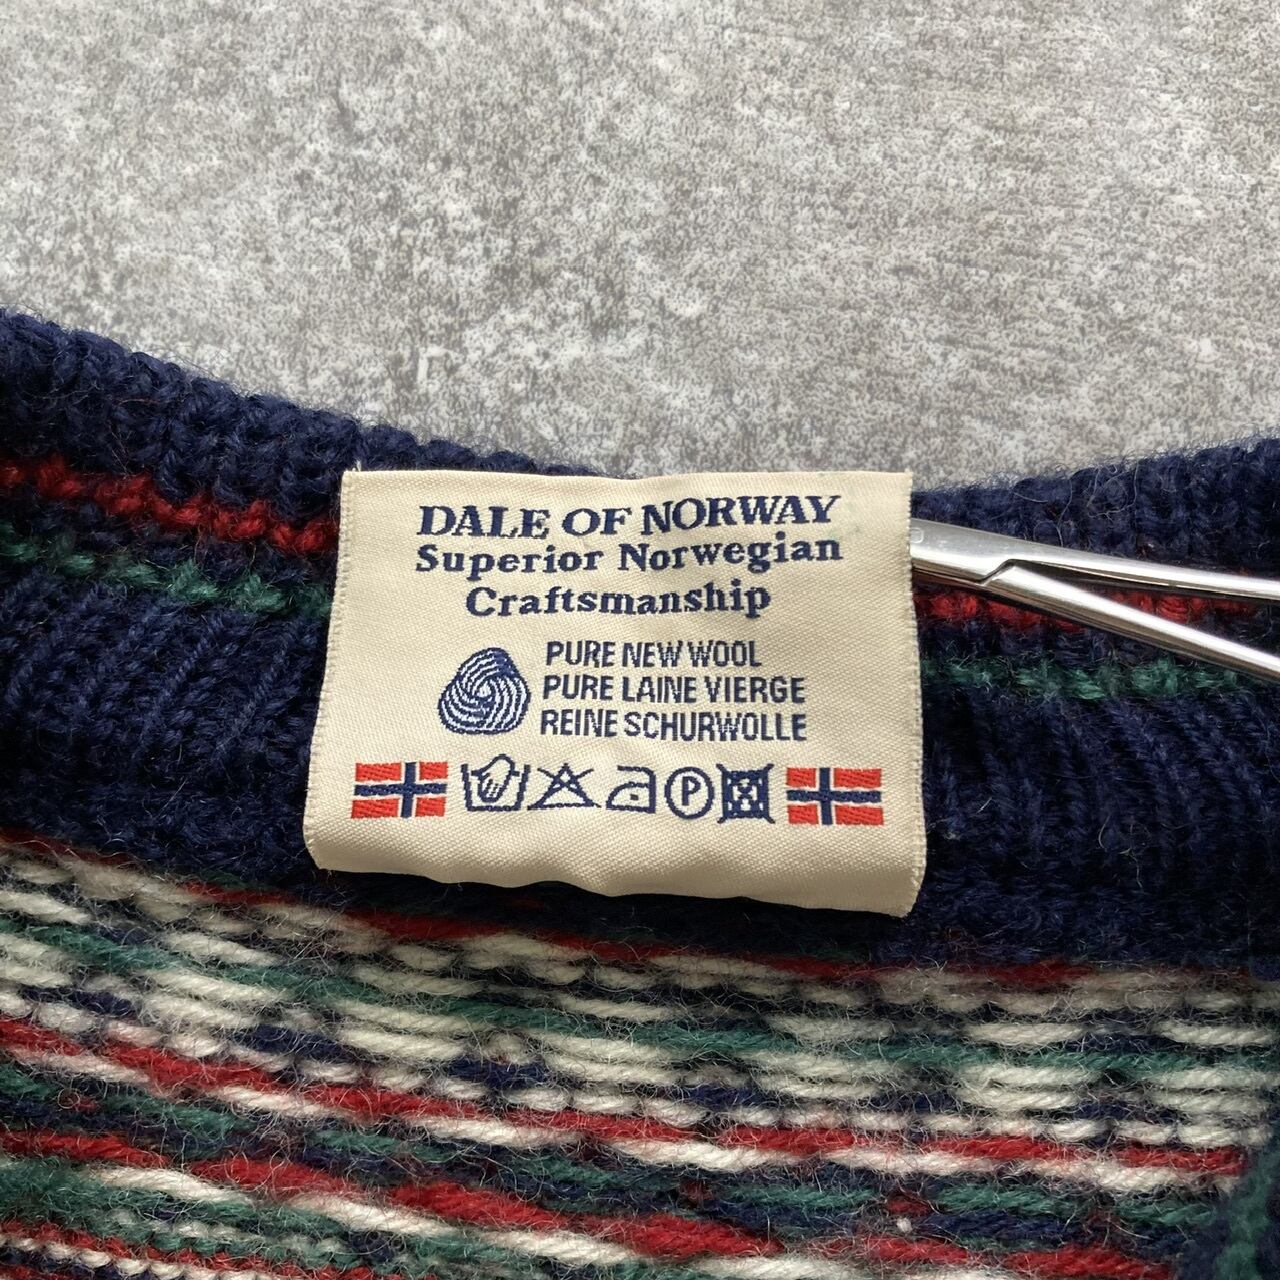 DALE OF NORWAY
Superior Norwegian
Craftsmanship
PURE NEW WOOL
PURE LAINE VIERGE
REINE SCHURWOLLE
P